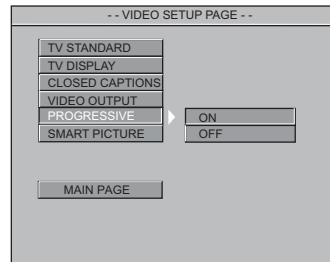 - - VIDEO SETUP PAGE - -
TV STANDARD
TV DISPLAY
CLOSED CAPTIONS
VIDEO OUTPUT
PROGRESSIVE
ON
SMART PICTURE
OFF
MAIN PAGE